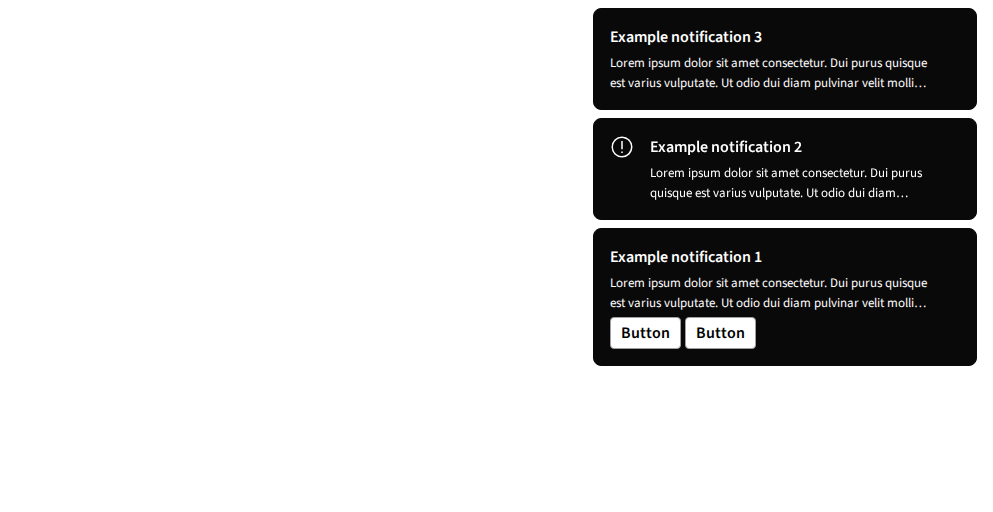 Example notification 3
Lorem ipsum dolor sit amet consectetur. Dui purus quisque
est varius vulputate. Ut odio dui diam pulvinar velit molli…
Example notification 2
Lorem ipsum dolor sit amet consectetur. Dui purus
quisque est varius vulputate. Ut odio dui diam…
Example notification 1
Lorem ipsum dolor sit amet consectetur. Dui purus quisque
est varius vulputate. Ut odio dui diam pulvinar velit molli…
Button Button